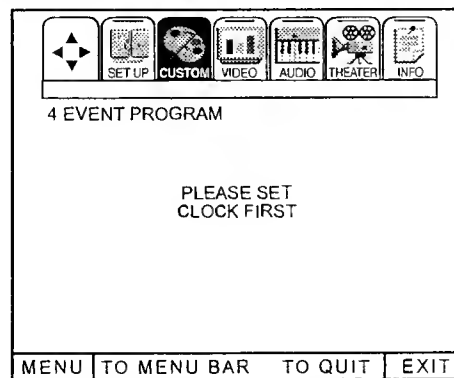 SET UP CUSTOM VIDEO AUDIO THEATER INFO
4 EVENT PROGRAM
PLEASE SET
CLOCK FIRST
MENU TO MENU BAR TO QUIT EXIT